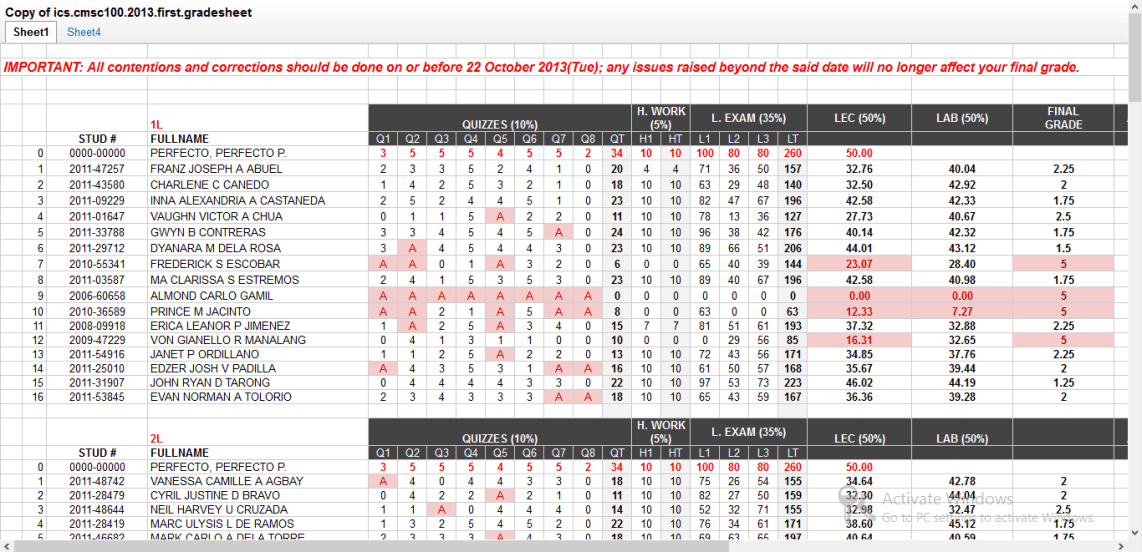 Copy of ics.cmsc100.2013.first.gradesheet
Sheet1 Sheet4
IMPORTANT: All contentions and corrections should be done on or before 22 October 2013(Tue); any issues raised beyond the said date will no longer affect your final grade.
1L QUIZZES (10%) H. WORK (5%) L. EXAM (35%) LEC (50%) LAB (50%) FINAL GRADE
STUD # FULLNAME Q1 Q2 Q3 Q4 Q5 Q6 Q7 Q8 QT H1 HT L1 L2 L3 LT
0 0000-00000 PERFECTO, PERFECTO P. 3 5 5 5 4 5 5 2 34 10 10 100 80 80 260 50.00
1 2011-47257 FRANZ JOSEPH A ABUEL 2 3 3 5 2 4 1 0 20 4 4 71 36 50 157 32.76 40.04 2.25
2 2011-43580 CHARLENE C CANEDO 1 4 2 5 3 2 1 0 18 10 10 63 29 48 140 32.50 42.92 2
3 2011-09229 INNA ALEXANDRIA A CASTANEDA 2 5 2 4 4 5 1 0 23 10 10 82 47 67 196 42.58 42.33 1.75
4 2011-01647 VAUGHN VICTOR A CHUA 0 1 1 5 A 2 2 0 11 10 10 78 13 36 127 27.73 40.67 2.5
5 2011-33788 GWYN B CONTRERAS 3 3 4 5 4 5 A 0 24 10 10 96 38 42 176 40.14 42.32 1.75
6 2011-29712 DYANARA M DELA ROSA 3 A 4 5 4 4 3 0 23 10 10 89 66 51 206 44.01 43.12 1.5
7 2010-55341 FREDERICK S ESCOBAR A A 0 1 A 3 2 0 6 0 0 65 40 39 144 23.07 28.40 5
8 2011-03587 MA CLARISSA S ESTREMOS 2 4 1 5 3 5 3 0 23 10 10 89 40 67 196 42.58 40.98 1.75
9 2006-60658 ALMOND CARLO GAMIL A A A A A A A A 0 0 0 0 0 0 0 0.00 0.00 5
10 2010-36589 PRINCE M JACINTO A A 2 1 A 5 A A 8 0 0 63 0 0 63 12.33 7.27 5
11 2008-09918 ERICA LEANOR P JIMENEZ 1 A 2 5 A 3 4 0 15 7 7 81 51 61 193 37.32 32.88 2.25
12 2009-47229 VON GIANELLO R MANALANG 0 4 1 3 1 1 0 0 10 0 0 0 29 56 85 16.31 32.65 5
13 2011-54916 JANET P ORDILLANO 1 1 2 5 A 2 2 0 13 10 10 72 43 56 171 34.85 37.76 2.25
14 2011-25010 EDZER JOSH V PADILLA A 4 3 5 3 1 A A 16 10 10 61 50 57 168 35.67 39.44 2
15 2011-31907 JOHN RYAN D TARONG 0 4 4 4 4 3 3 0 22 10 10 97 53 73 223 46.02 44.19 1.25
16 2011-53845 EVAN NORMAN A TOLORIO 2 3 4 3 3 3 A A 18 10 10 65 43 59 167 36.36 39.28 2
2L QUIZZES (10%) H. WORK (5%) L. EXAM (35%) LEC (50%) LAB (50%)
STUD # FULLNAME Q1 Q2 Q3 Q4 Q5 Q6 Q7 Q8 QT H1 HT L1 L2 L3 LT
0 0000-00000 PERFECTO, PERFECTO P. 3 5 5 5 4 5 5 2 34 10 10 100 80 80 260 50.00
1 2011-48742 VANESSA CAMILLE A AGBAY A 4 0 4 4 3 3 0 18 10 10 75 26 54 155 34.64 42.78 2
2 2011-28479 CYRIL JUSTINE D BRAVO 0 4 2 2 A 2 1 0 11 10 10 82 27 50 159 32.30 44.04 2
3 2011-48644 NEIL HARVEY U CRUZADA 1 1 A 0 4 4 4 0 14 10 10 52 32 71 155 32.98 32.47 2.5
4 2011-28419 MARC ULYSIS L DE RAMOS 1 3 2 5 4 5 2 0 22 10 10 76 34 61 171 38.60 45.12 1.75
5 2011-46682 MARK CARLO A DELA TORRE 2 3 3 3 A 4 3 0 18 10 10 69 63 65 197 40.64 40.59 1.75
Activate Windows
Go to PC settings to activate Windows.